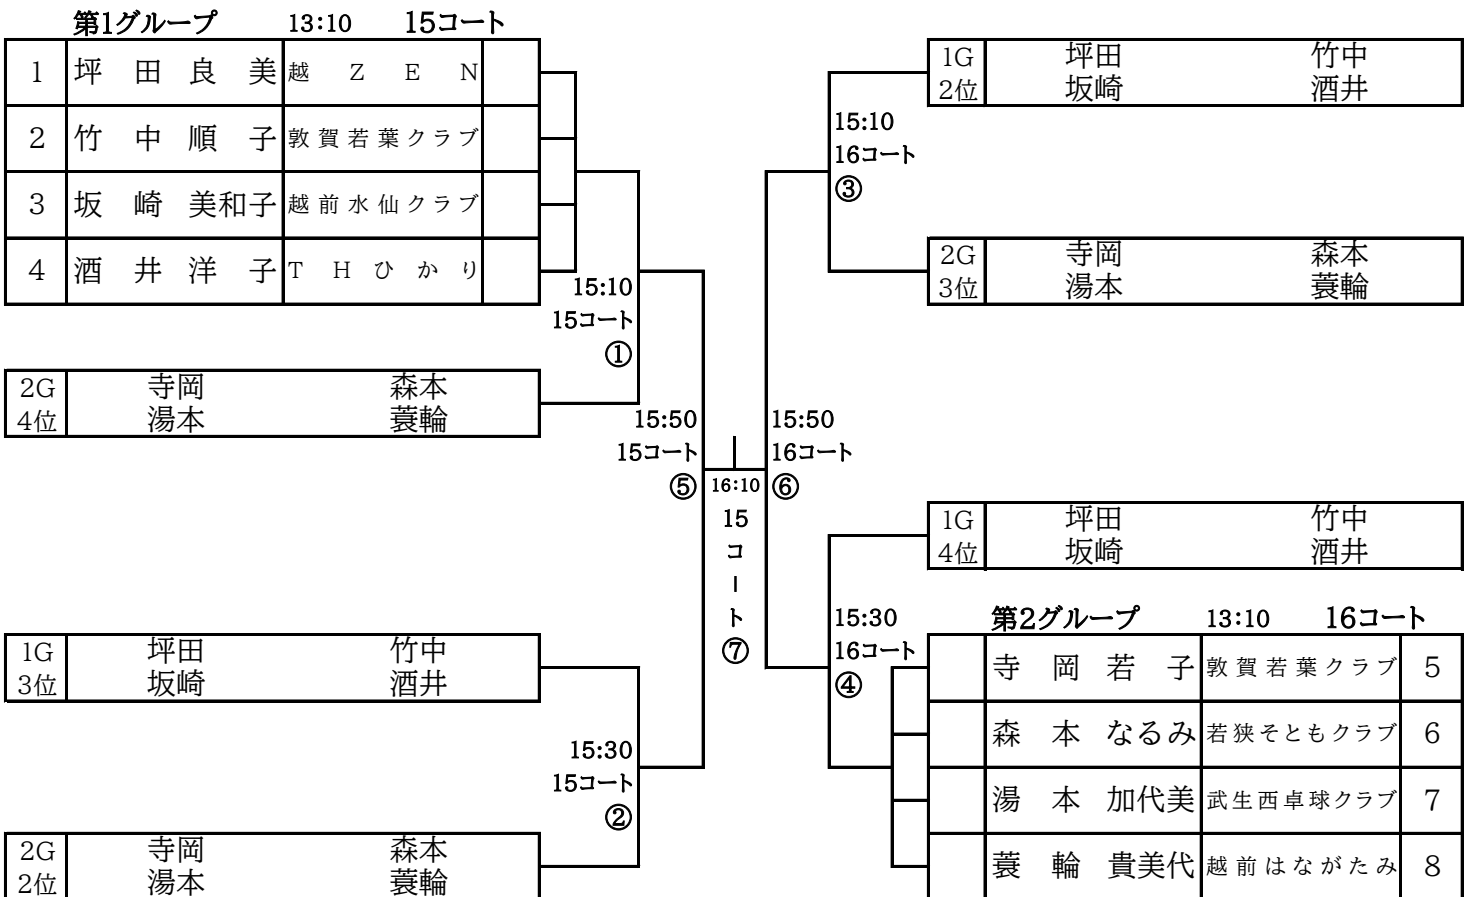 第1グループ 13:10 15コート
1 坪田良美 越ZEN
2 竹中順子 敦賀若葉クラブ
3 坂崎美和子 越前水仙クラブ
4 酒井洋子 THひかり
15:10
15コート
①
2G 寺岡 森本
4位 湯本 蓑輪
15:50
15コート
⑤
1G 坪田 竹中
3位 坂崎 酒井
15:30
15コート
②
2G 寺岡 森本
2位 湯本 蓑輪
16:10
15
コ
ー
ト
⑦
1G 坪田 竹中
2位 坂崎 酒井
15:10
16コート
③
2G 寺岡 森本
3位 湯本 蓑輪
15:50
16コート
⑥
1G 坪田 竹中
4位 坂崎 酒井
15:30
16コート
④
第2グループ 13:10 16コート
寺岡若子 敦賀若葉クラブ 5
森本なるみ 若狭そともクラブ 6
湯本加代美 武生西卓球クラブ 7
蓑輪貴美代 越前はながたみ 8